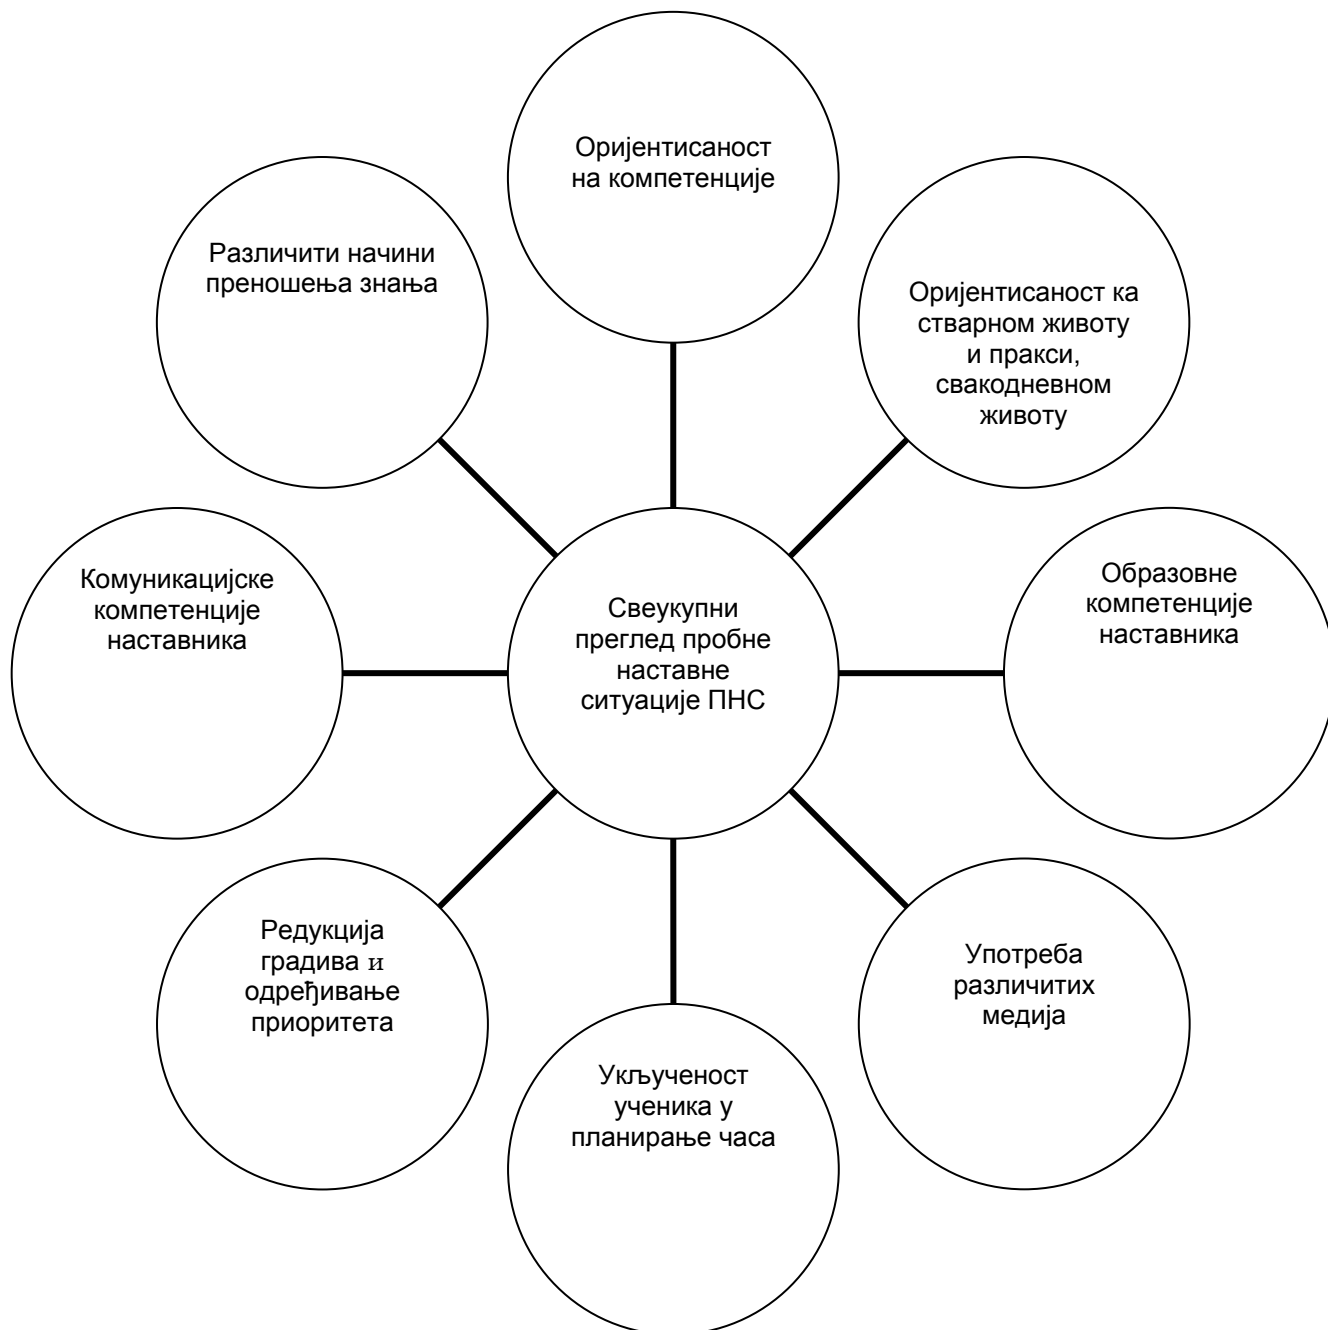 Оријентисаност
на компетенције
Различити начини
преношења знања
Оријентисаност ка
стварном животу
и пракси,
свакодневном
животу
Комуникацијске
компетенције
наставника
Свеукупни
преглед пробне
наставне
ситуације ПНС
Образовне
компетенције
наставника
Редукција
градива и
одређивање
приоритета
Употреба
различитих
медија
Укљученост
ученика у
планирање часа